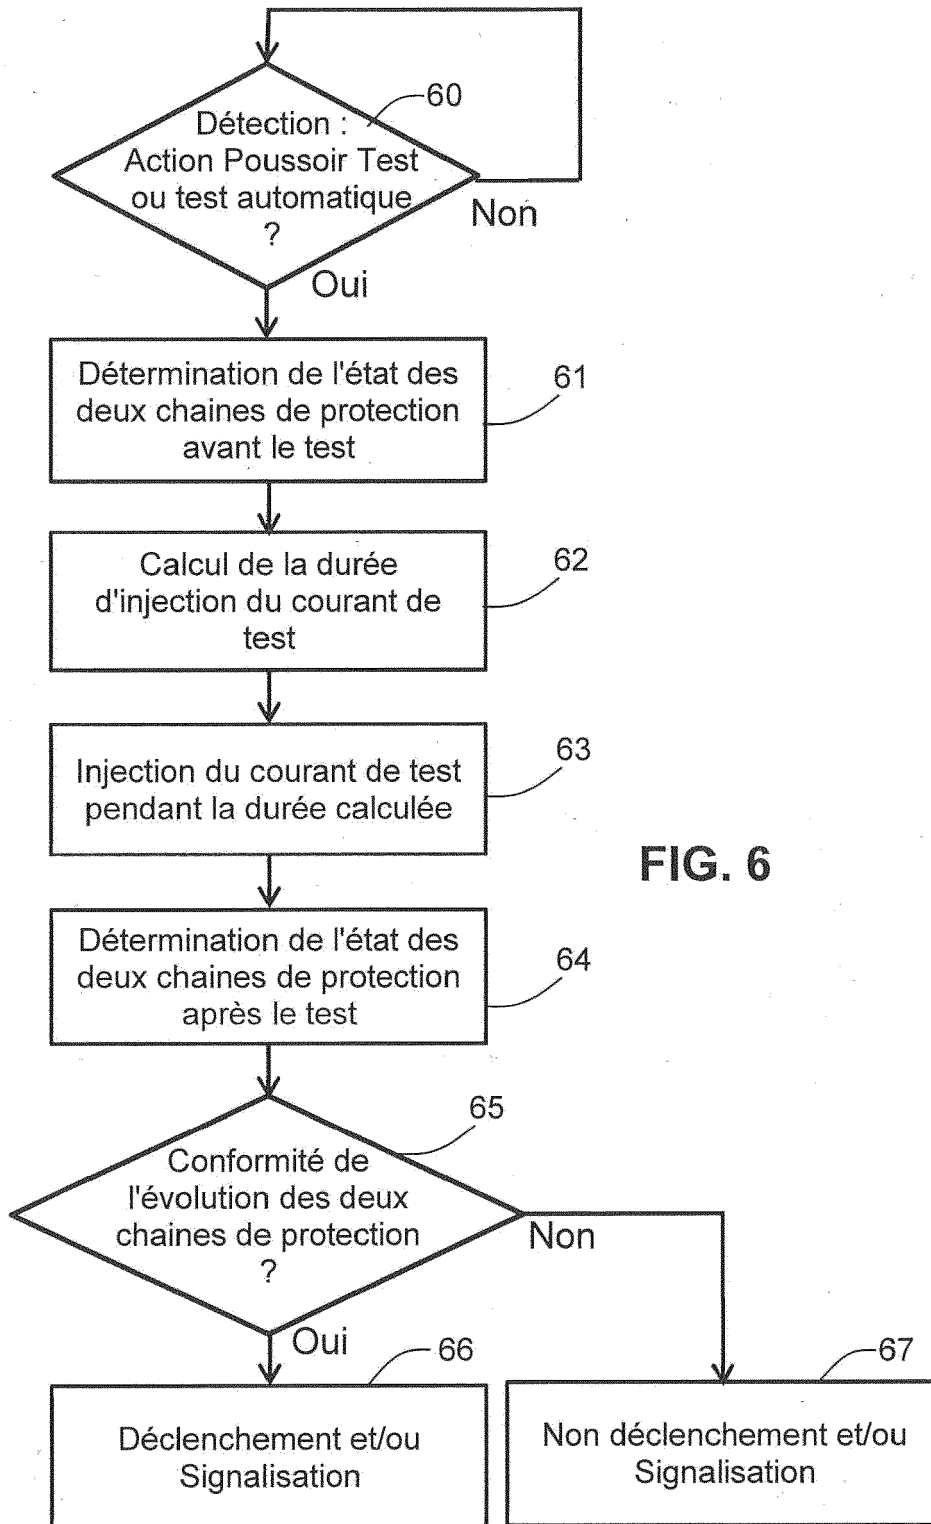 60
Détection :
Action Poussoir Test
ou test automatique
?
Non
Oui
Détermination de l'état des
deux chaines de protection
avant le test
61
Calcul de la durée
d'injection du courant de
test
62
Injection du courant de test
pendant la durée calculée
63
FIG. 6
Détermination de l'état des
deux chaines de protection
après le test
64
65
Conformité de
l'évolution des deux
chaines de protection
?
Non
Oui
66
67
Déclenchement et/ou
Signalisation
Non déclenchement et/ou
Signalisation